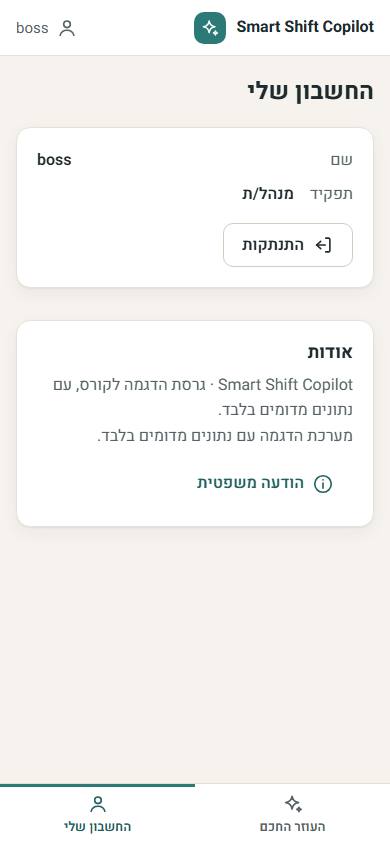 Smart Shift Copilot
boss
החשבון שלי
שם
boss
תפקיד
מנהל/ת
התנתקות
אודות
Smart Shift Copilot · גרסת הדגמה לקורס, עם
נתונים מדומים בלבד.
מערכת הדגמה עם נתונים מדומים בלבד.
הודעה משפטית
העוזר החכם
החשבון שלי